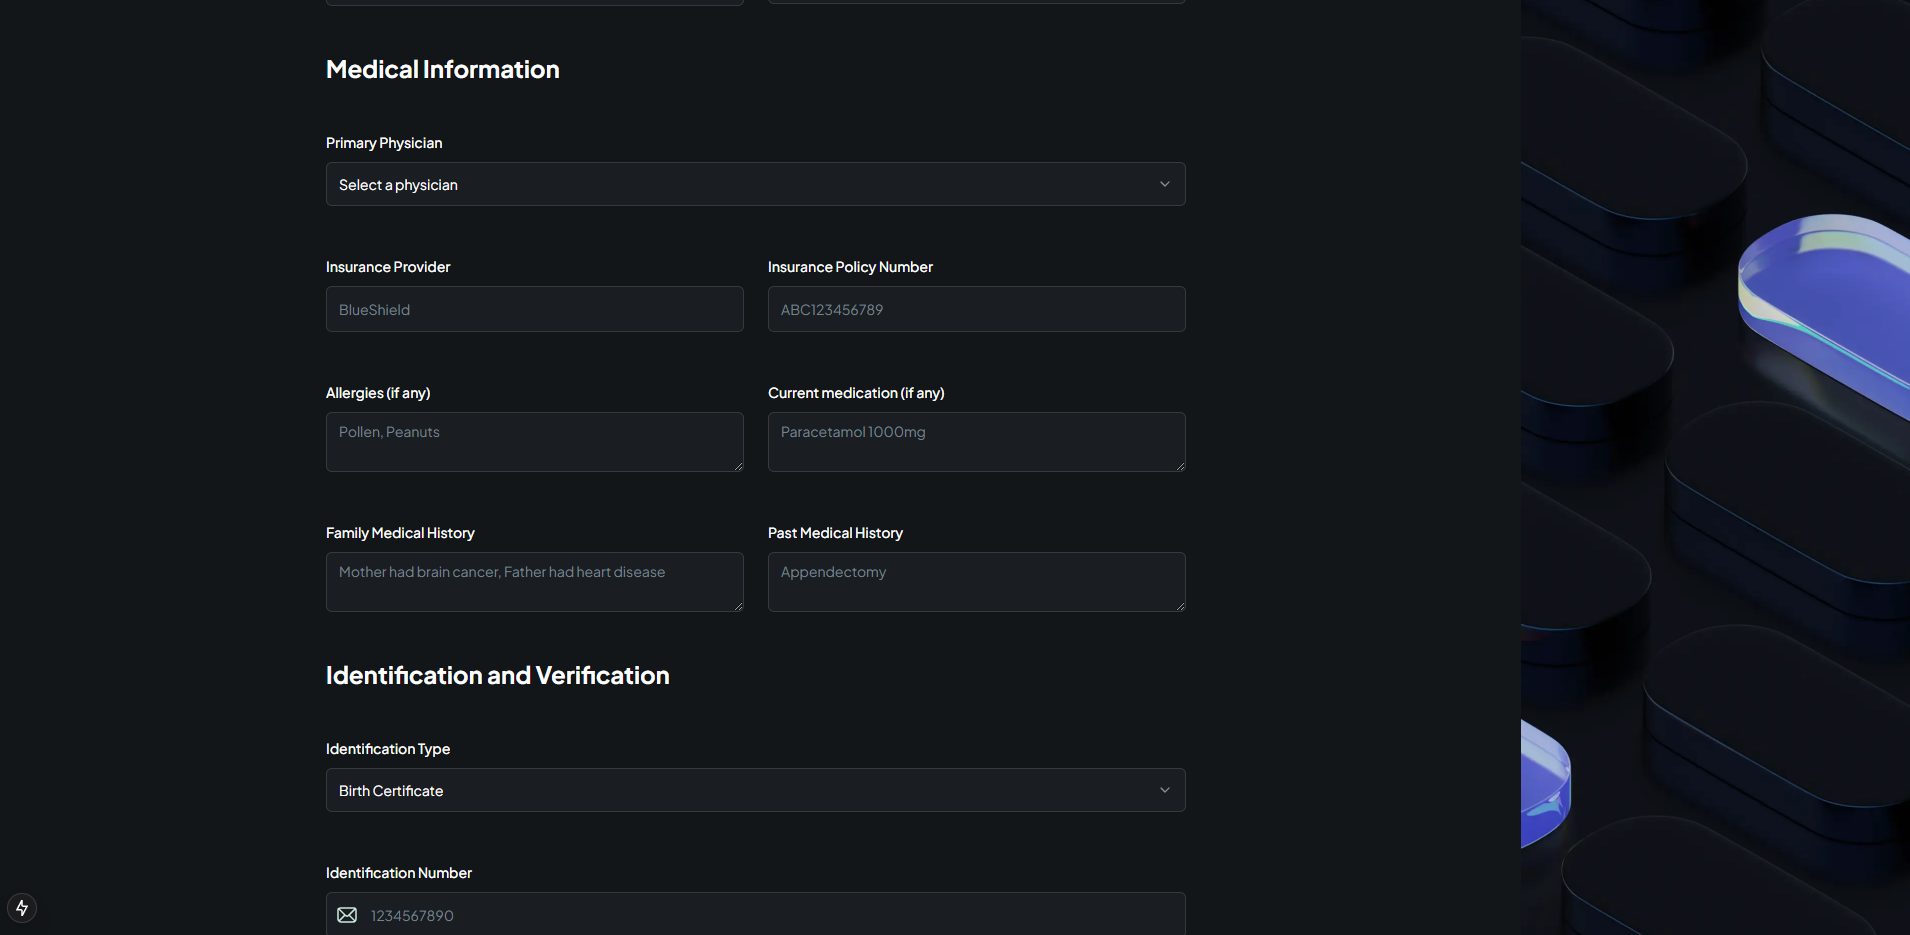 Medical Information
Primary Physician
Select a physician
Insurance Provider
BlueShield
Insurance Policy Number
ABC123456789
Allergies (if any)
Pollen, Peanuts
Current medication (if any)
Paracetamol 1000mg
Family Medical History
Mother had brain cancer, Father had heart disease
Past Medical History
Appendectomy
Identification and Verification
Identification Type
Birth Certificate
Identification Number
1234567890